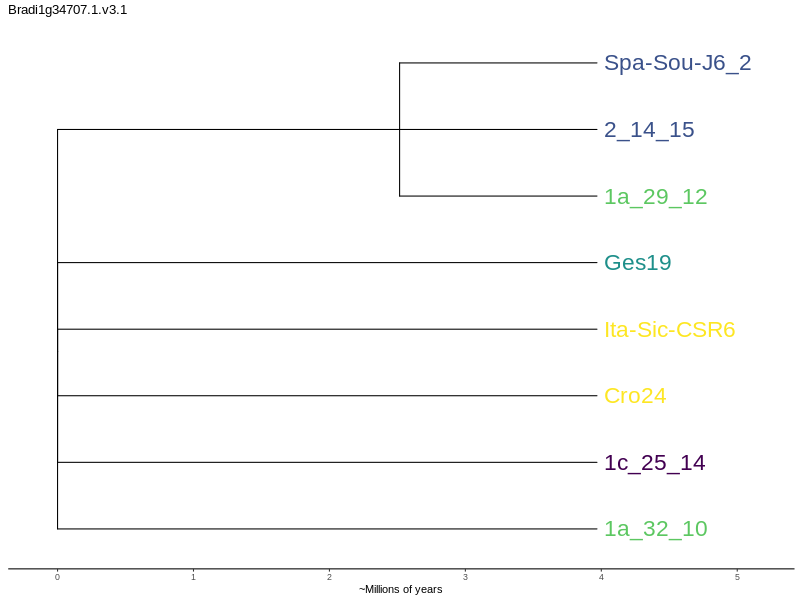 Bradi1g34707.1.v3.1
Spa-Sou-J6_2
2_14_15
1a_29_12
Ges19
Ita-Sic-CSR6
Cro24
1c_25_14
1a_32_10
0 1 2 3 4 5
~Millions of years